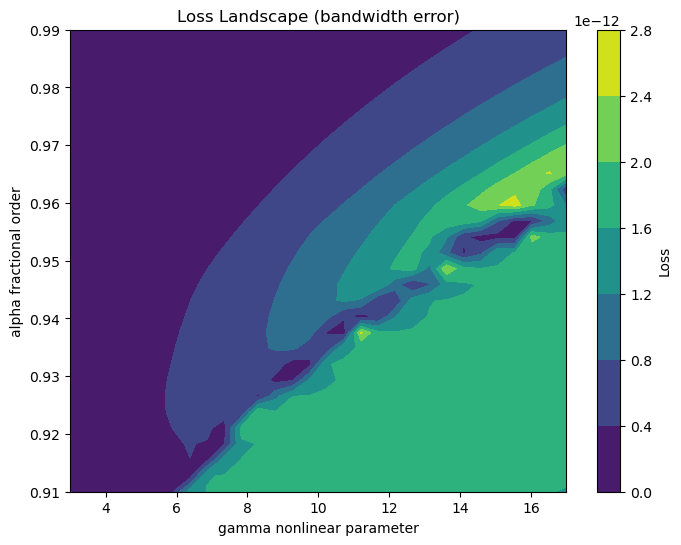 Loss Landscape (bandwidth error)
1e−12
0.99
0.98
0.97
0.96
0.95
0.94
0.93
0.92
0.91
alpha fractional order
4 6 8 10 12 14 16
gamma nonlinear parameter
2.8
2.4
2.0
1.6
1.2
0.8
0.4
0.0
Loss